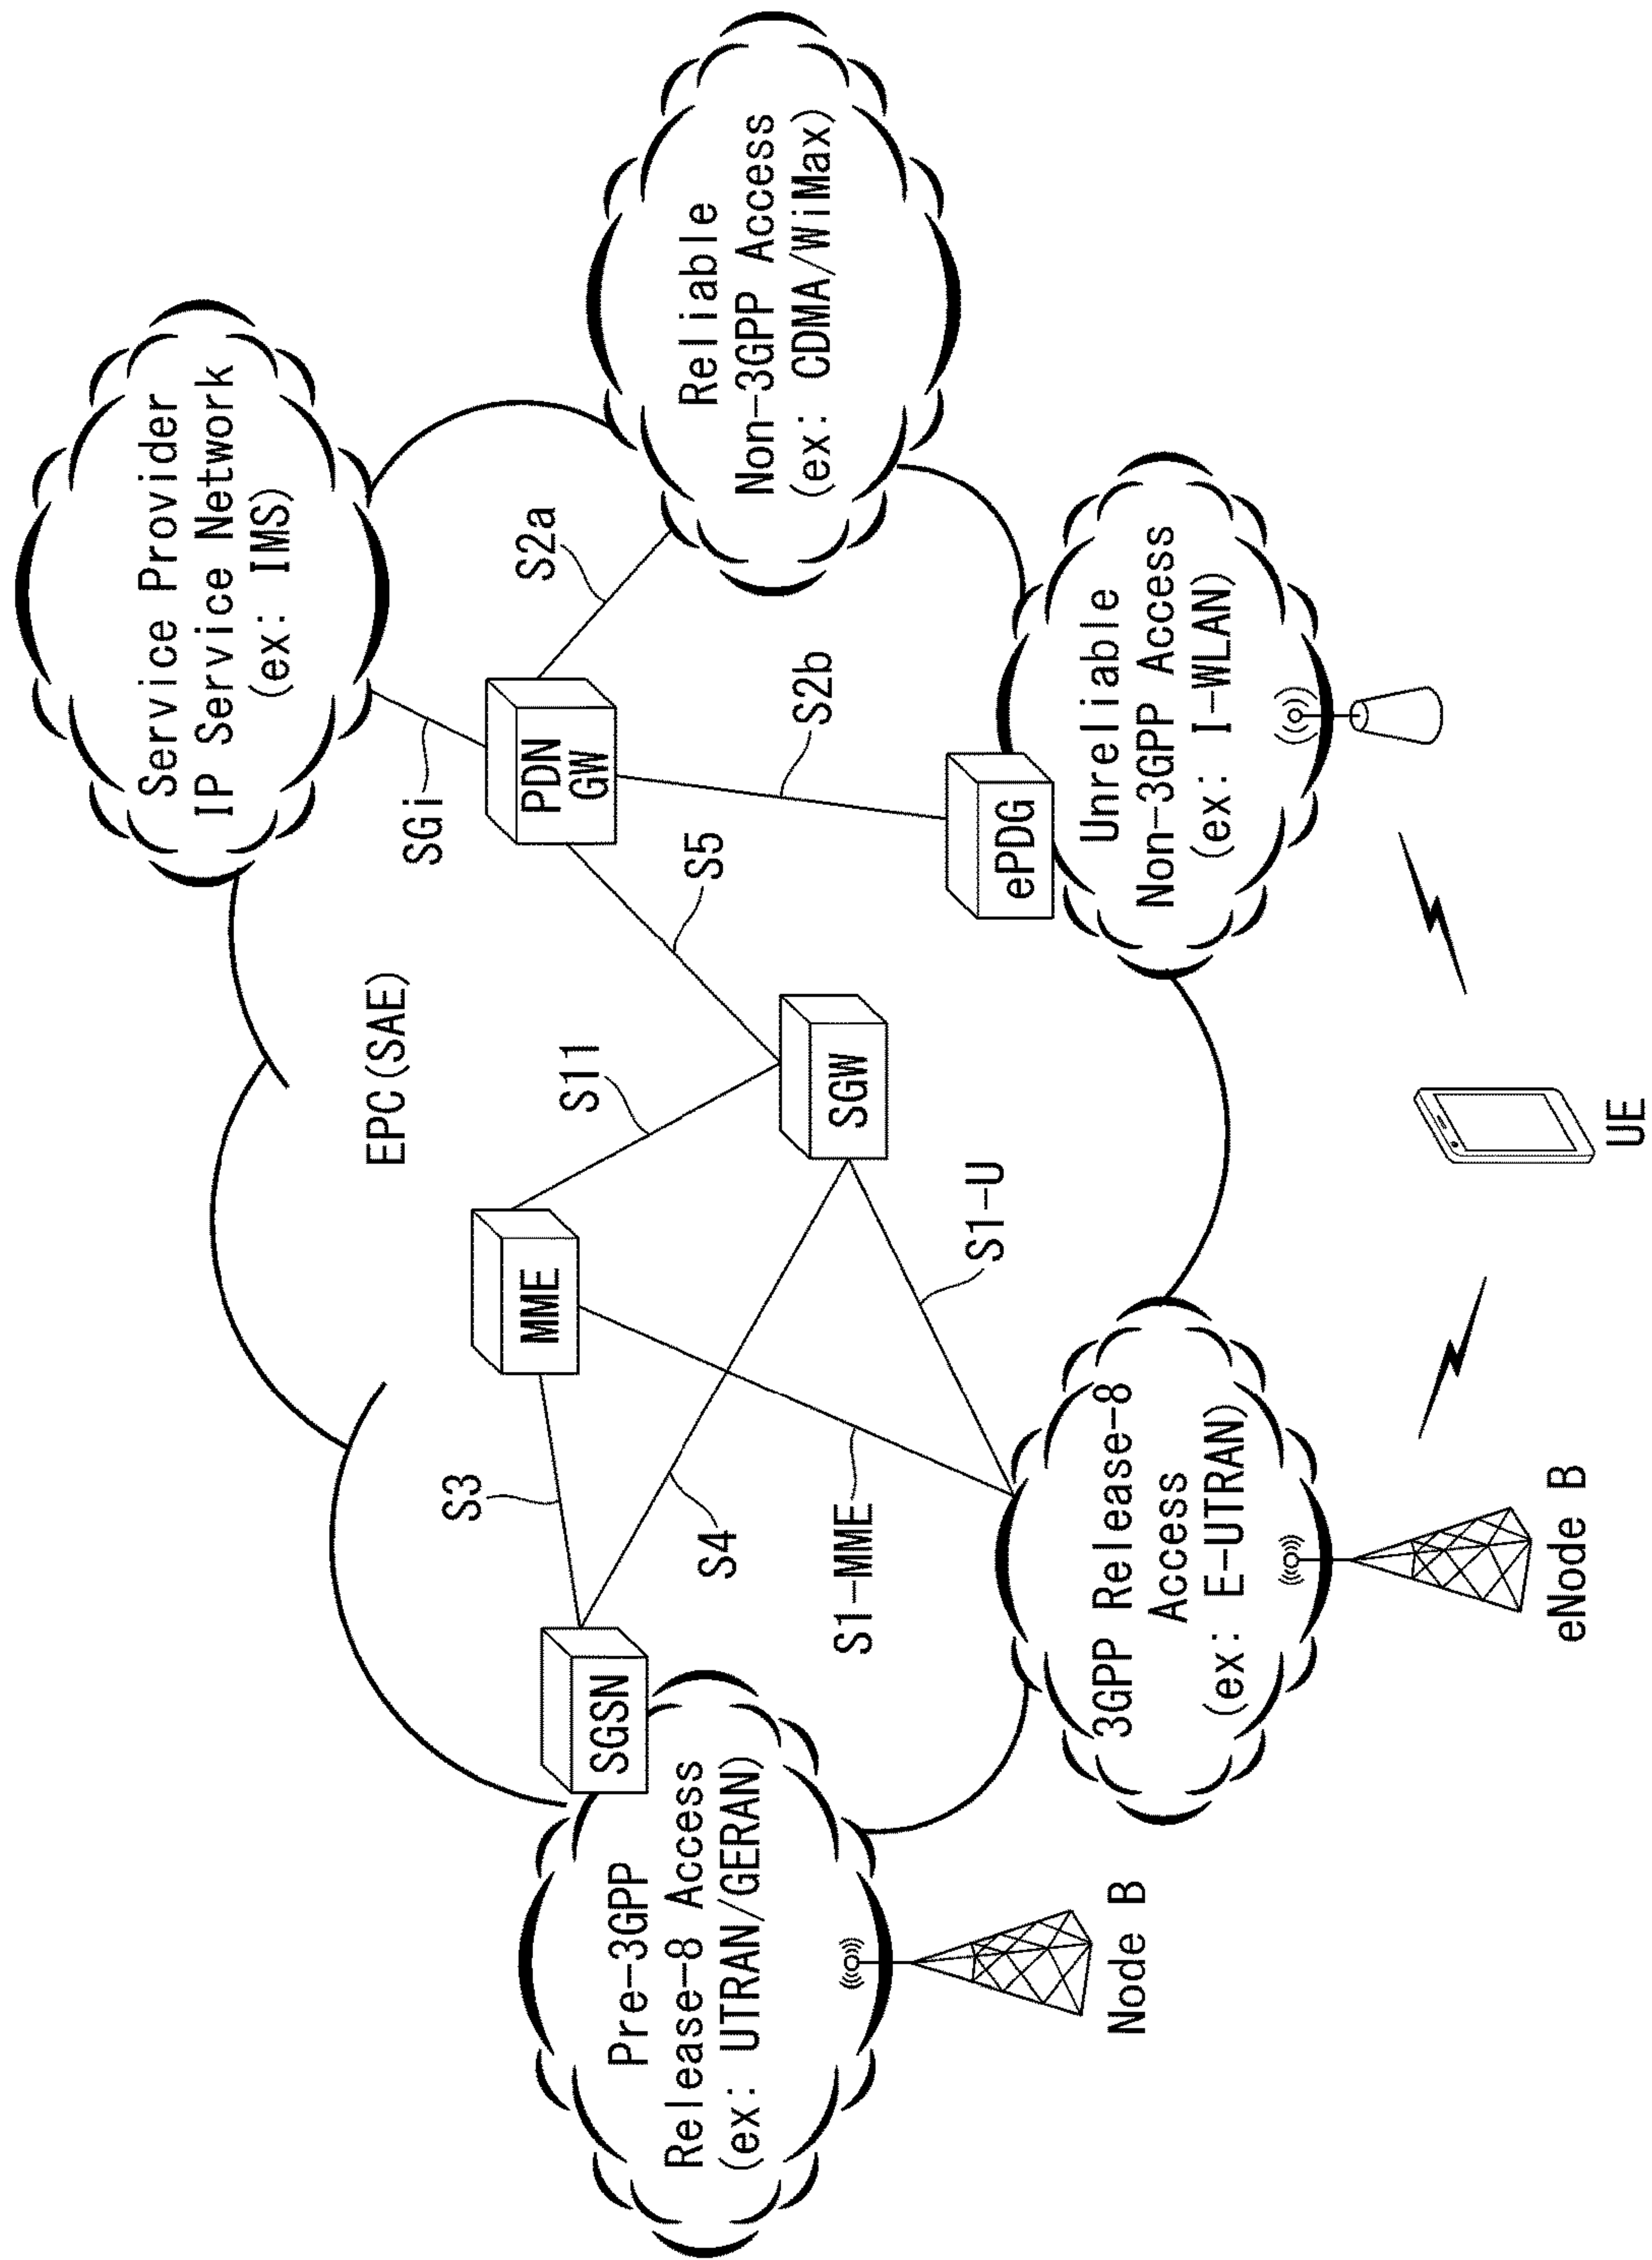 Service Provider
IP Service Network
(ex: IMS)
SGi
S2a
EPC(SAE)
PDN
GW
S11
S3
MME
S5
S2b
Reliable
Non-3GPP Access
(ex: CDMA/WiMax)
SGSN
S4
SGW
Pre-3GPP
Release-8 Access
(ex: UTRAN/GERAN)
S1-MME
S1-U
ePDG
Node B
3GPP Release-8
Access
(ex: E-UTRAN)
Unreliable
Non-3GPP Access
(ex: I-WLAN)
eNode B
UE